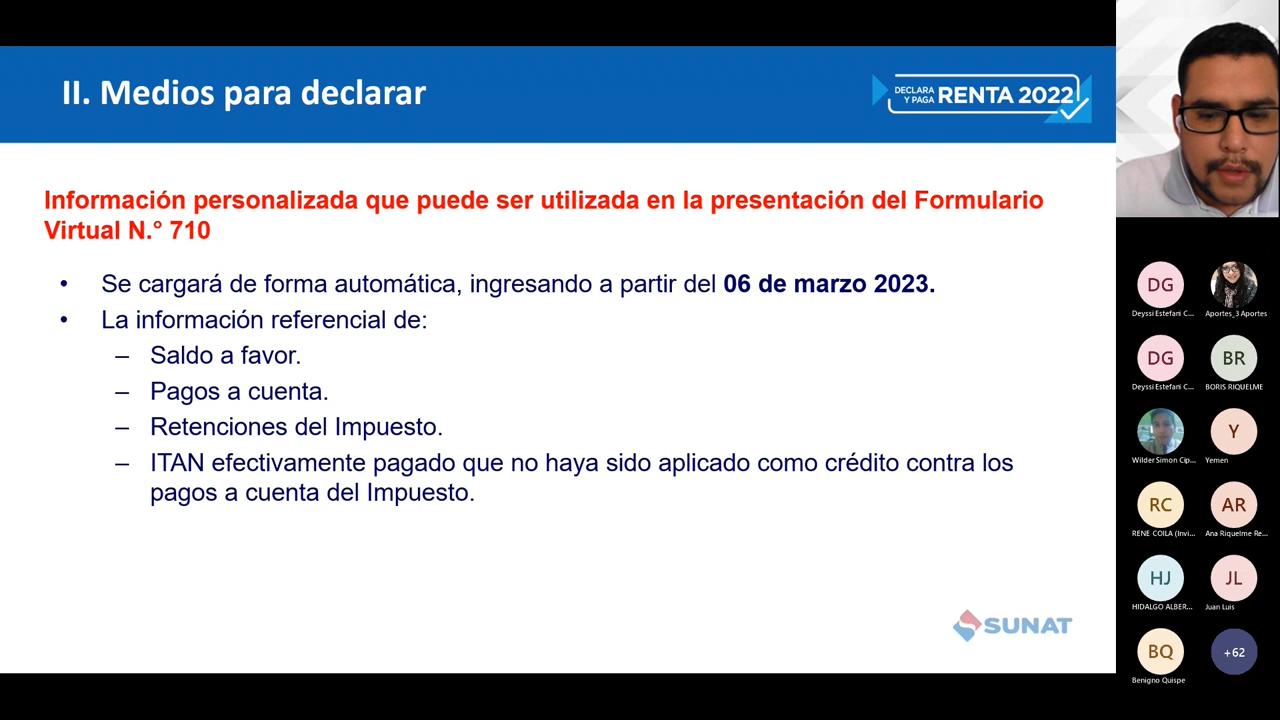 II. Medios para declarar
DECLARA
Y PAGA RENTA 2022
Información personalizada que puede ser utilizada en la presentación del Formulario
Virtual N.° 710
• Se cargará de forma automática, ingresando a partir del 06 de marzo 2023.
• La información referencial de:
– Saldo a favor.
– Pagos a cuenta.
– Retenciones del Impuesto.
– ITAN efectivamente pagado que no haya sido aplicado como crédito contra los
pagos a cuenta del Impuesto.
SUNAT
DG
Deyssi Estefani C...
Aportes_3 Aportes
DG
Deyssi Estefani C...
BR
BORIS RIQUELME
Wilder Simon Cip...
Y
Yemen
RC
RENE COILA (Invi...
AR
Ana Riquelme Re...
HJ
HIDALGO ALBER...
JL
Juan Luis
BQ
Benigno Quispe
+62